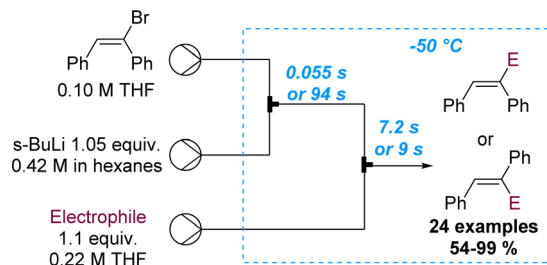 Br
Ph
Ph
0.10 M THF
s-BuLi 1.05 equiv.
0.42 M in hexanes
Electrophile
1.1 equiv.
0.22 M THF
-50 °C
0.055 s
or 94 s
7.2 s
or 9 s
E
Ph
Ph
or
Ph
Ph
E
24 examples
54-99 %